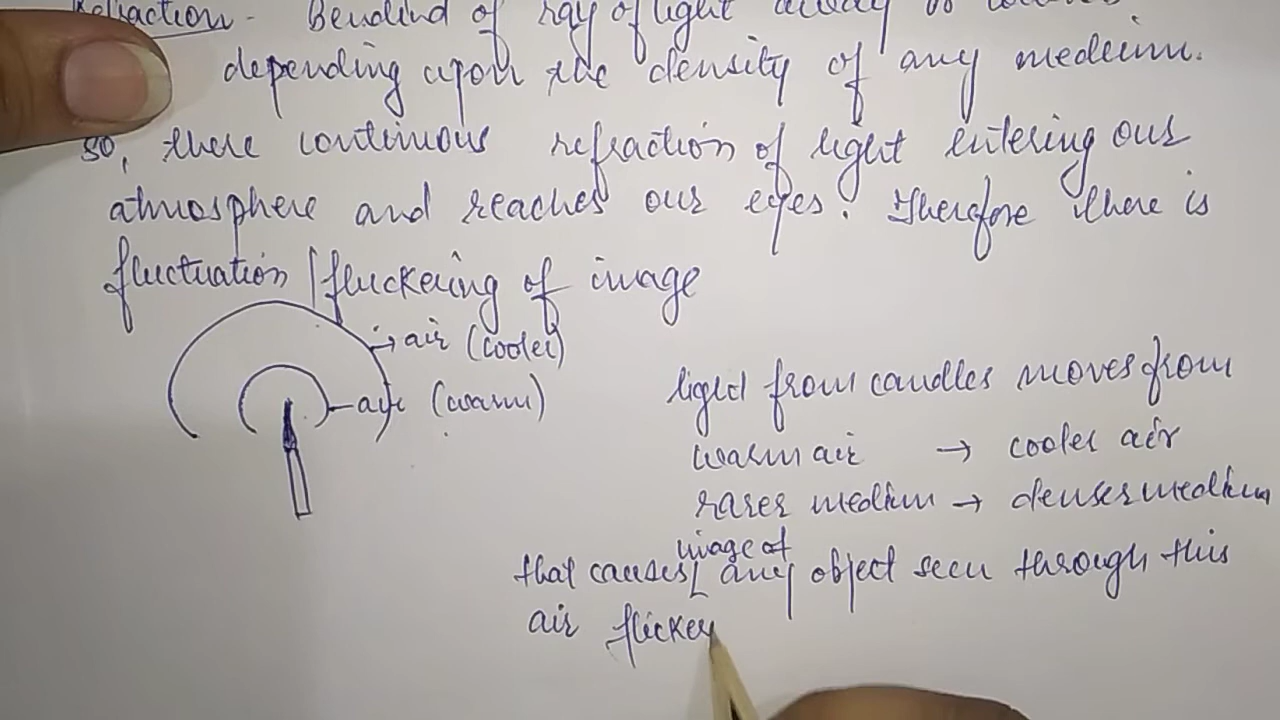 Refraction - Bending of ray of light away or
depending upon the density of any medium.
so, there continuous refraction of light entering our
atmosphere and reaches our eyes. Therefore there is
fluctuation / fluckering of image
→ air (cooler)
air (warm)
light from candles moves from
warm air → cooler air
rarer medium → denser medium
image of
that causes any object seen through this
air flicker